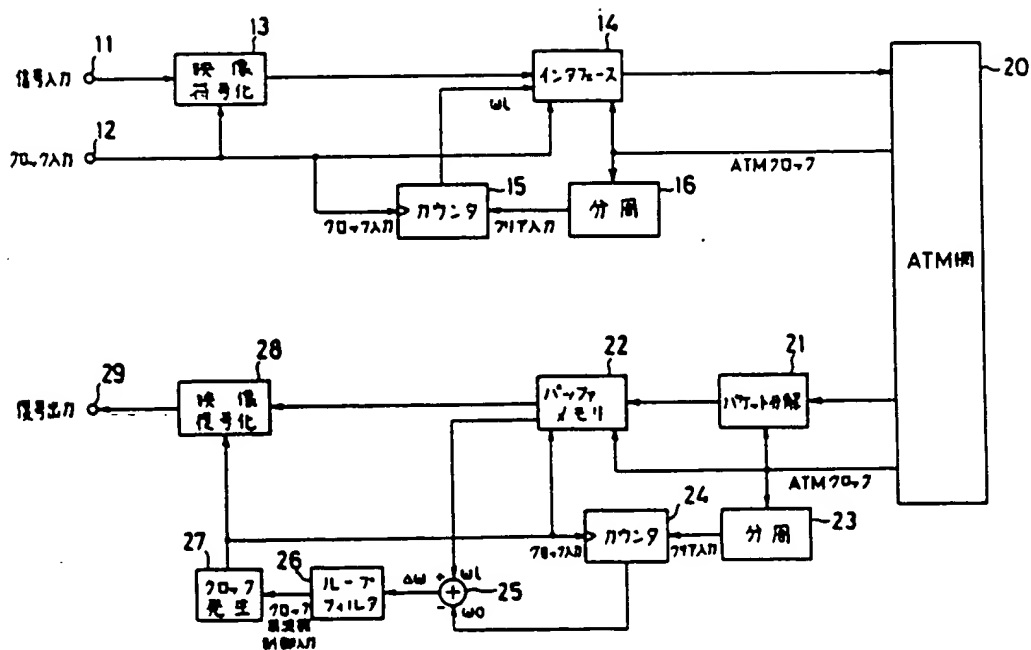 11
信号入力
13
映像
符号化
14
インタフェース
20
12
クロック入力
ωi
ATMクロック
15
カウンタ
クロック入力
クリア入力
16
分周
ATM網
29
復号出力
28
映像
復号化
22
バッファ
メモリ
21
パケット分解
ATMクロック
24
カウンタ
クロック入力
クリア入力
分周
23
27
クロック
発生
26
ループ
フィルタ
クロック
周波数
制御入力
Δω
+
ωi
25
-
ωo